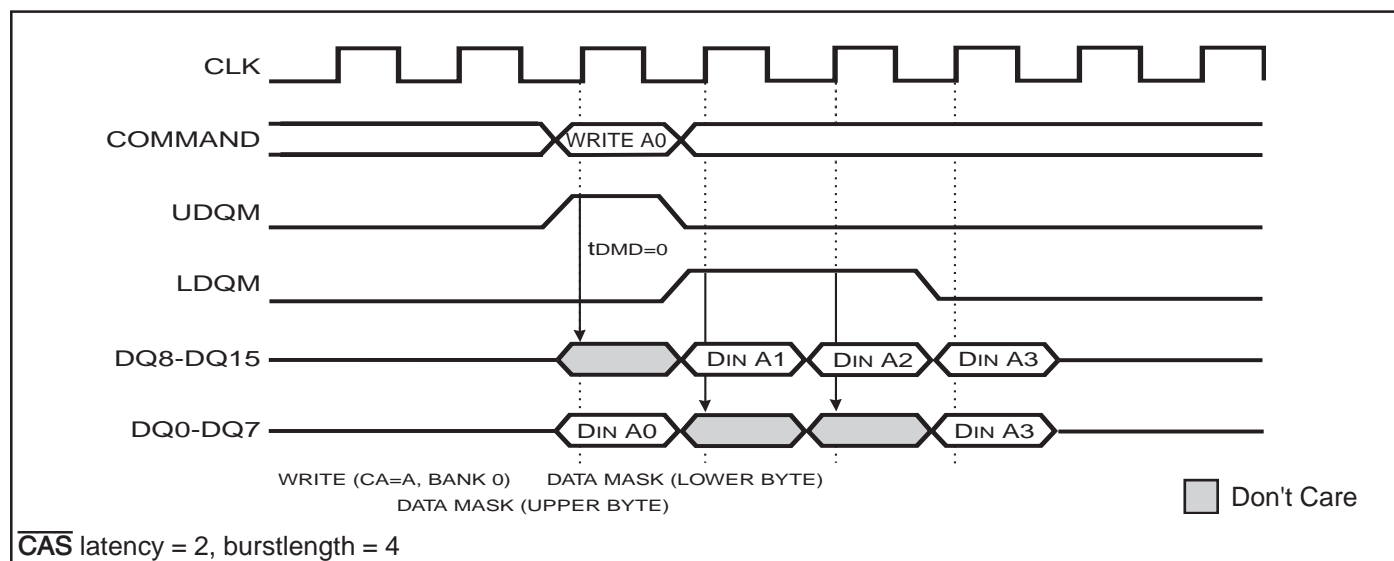 CLK
COMMAND
WRITE A0
UDQM
tDMD=0
LDQM
DQ8-DQ15
DIN A1
DIN A2
DIN A3
DQ0-DQ7
DIN A0
DIN A3
WRITE (CA=A, BANK 0)
DATA MASK (LOWER BYTE)
DATA MASK (UPPER BYTE)
Don't Care
CAS latency = 2, burstlength = 4